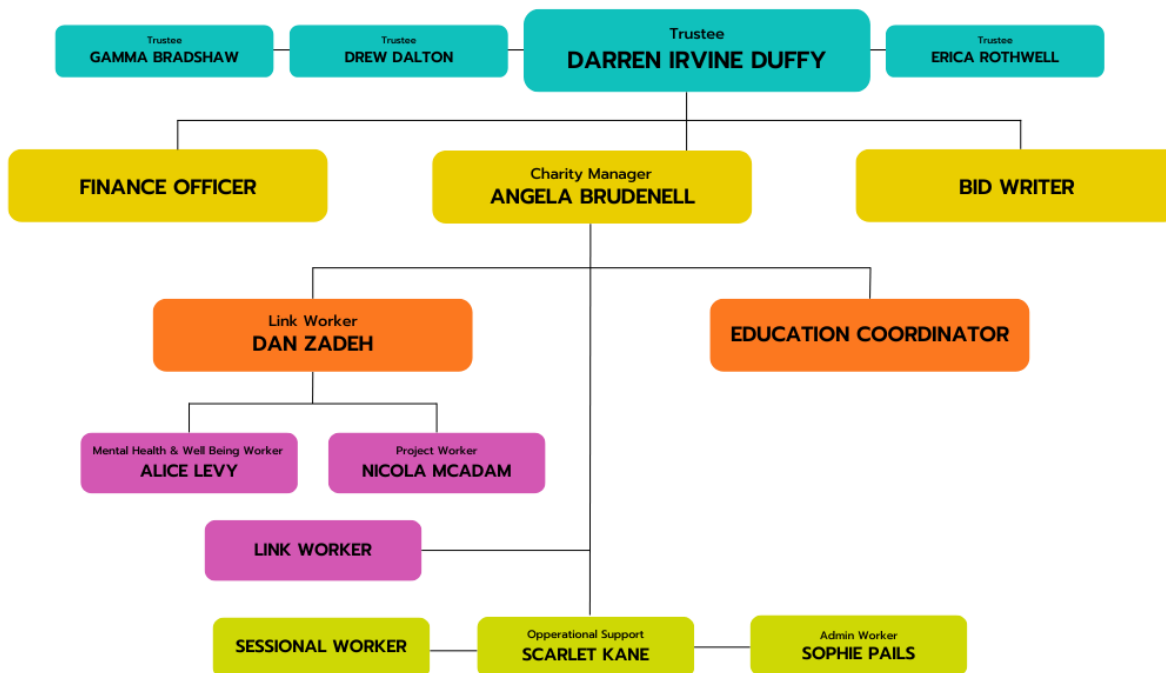 Trustee
GAMMA BRADSHAW
Trustee
DREW DALTON
Trustee
DARREN IRVINE DUFFY
Trustee
ERICA ROTHWELL
FINANCE OFFICER
Charity Manager
ANGELA BRUDENELL
BID WRITER
Link Worker
DAN ZADEH
EDUCATION COORDINATOR
Mental Health & Well Being Worker
ALICE LEVY
Project Worker
NICOLA MCADAM
LINK WORKER
SESSIONAL WORKER
Opperational Support
SCARLET KANE
Admin Worker
SOPHIE PAILS